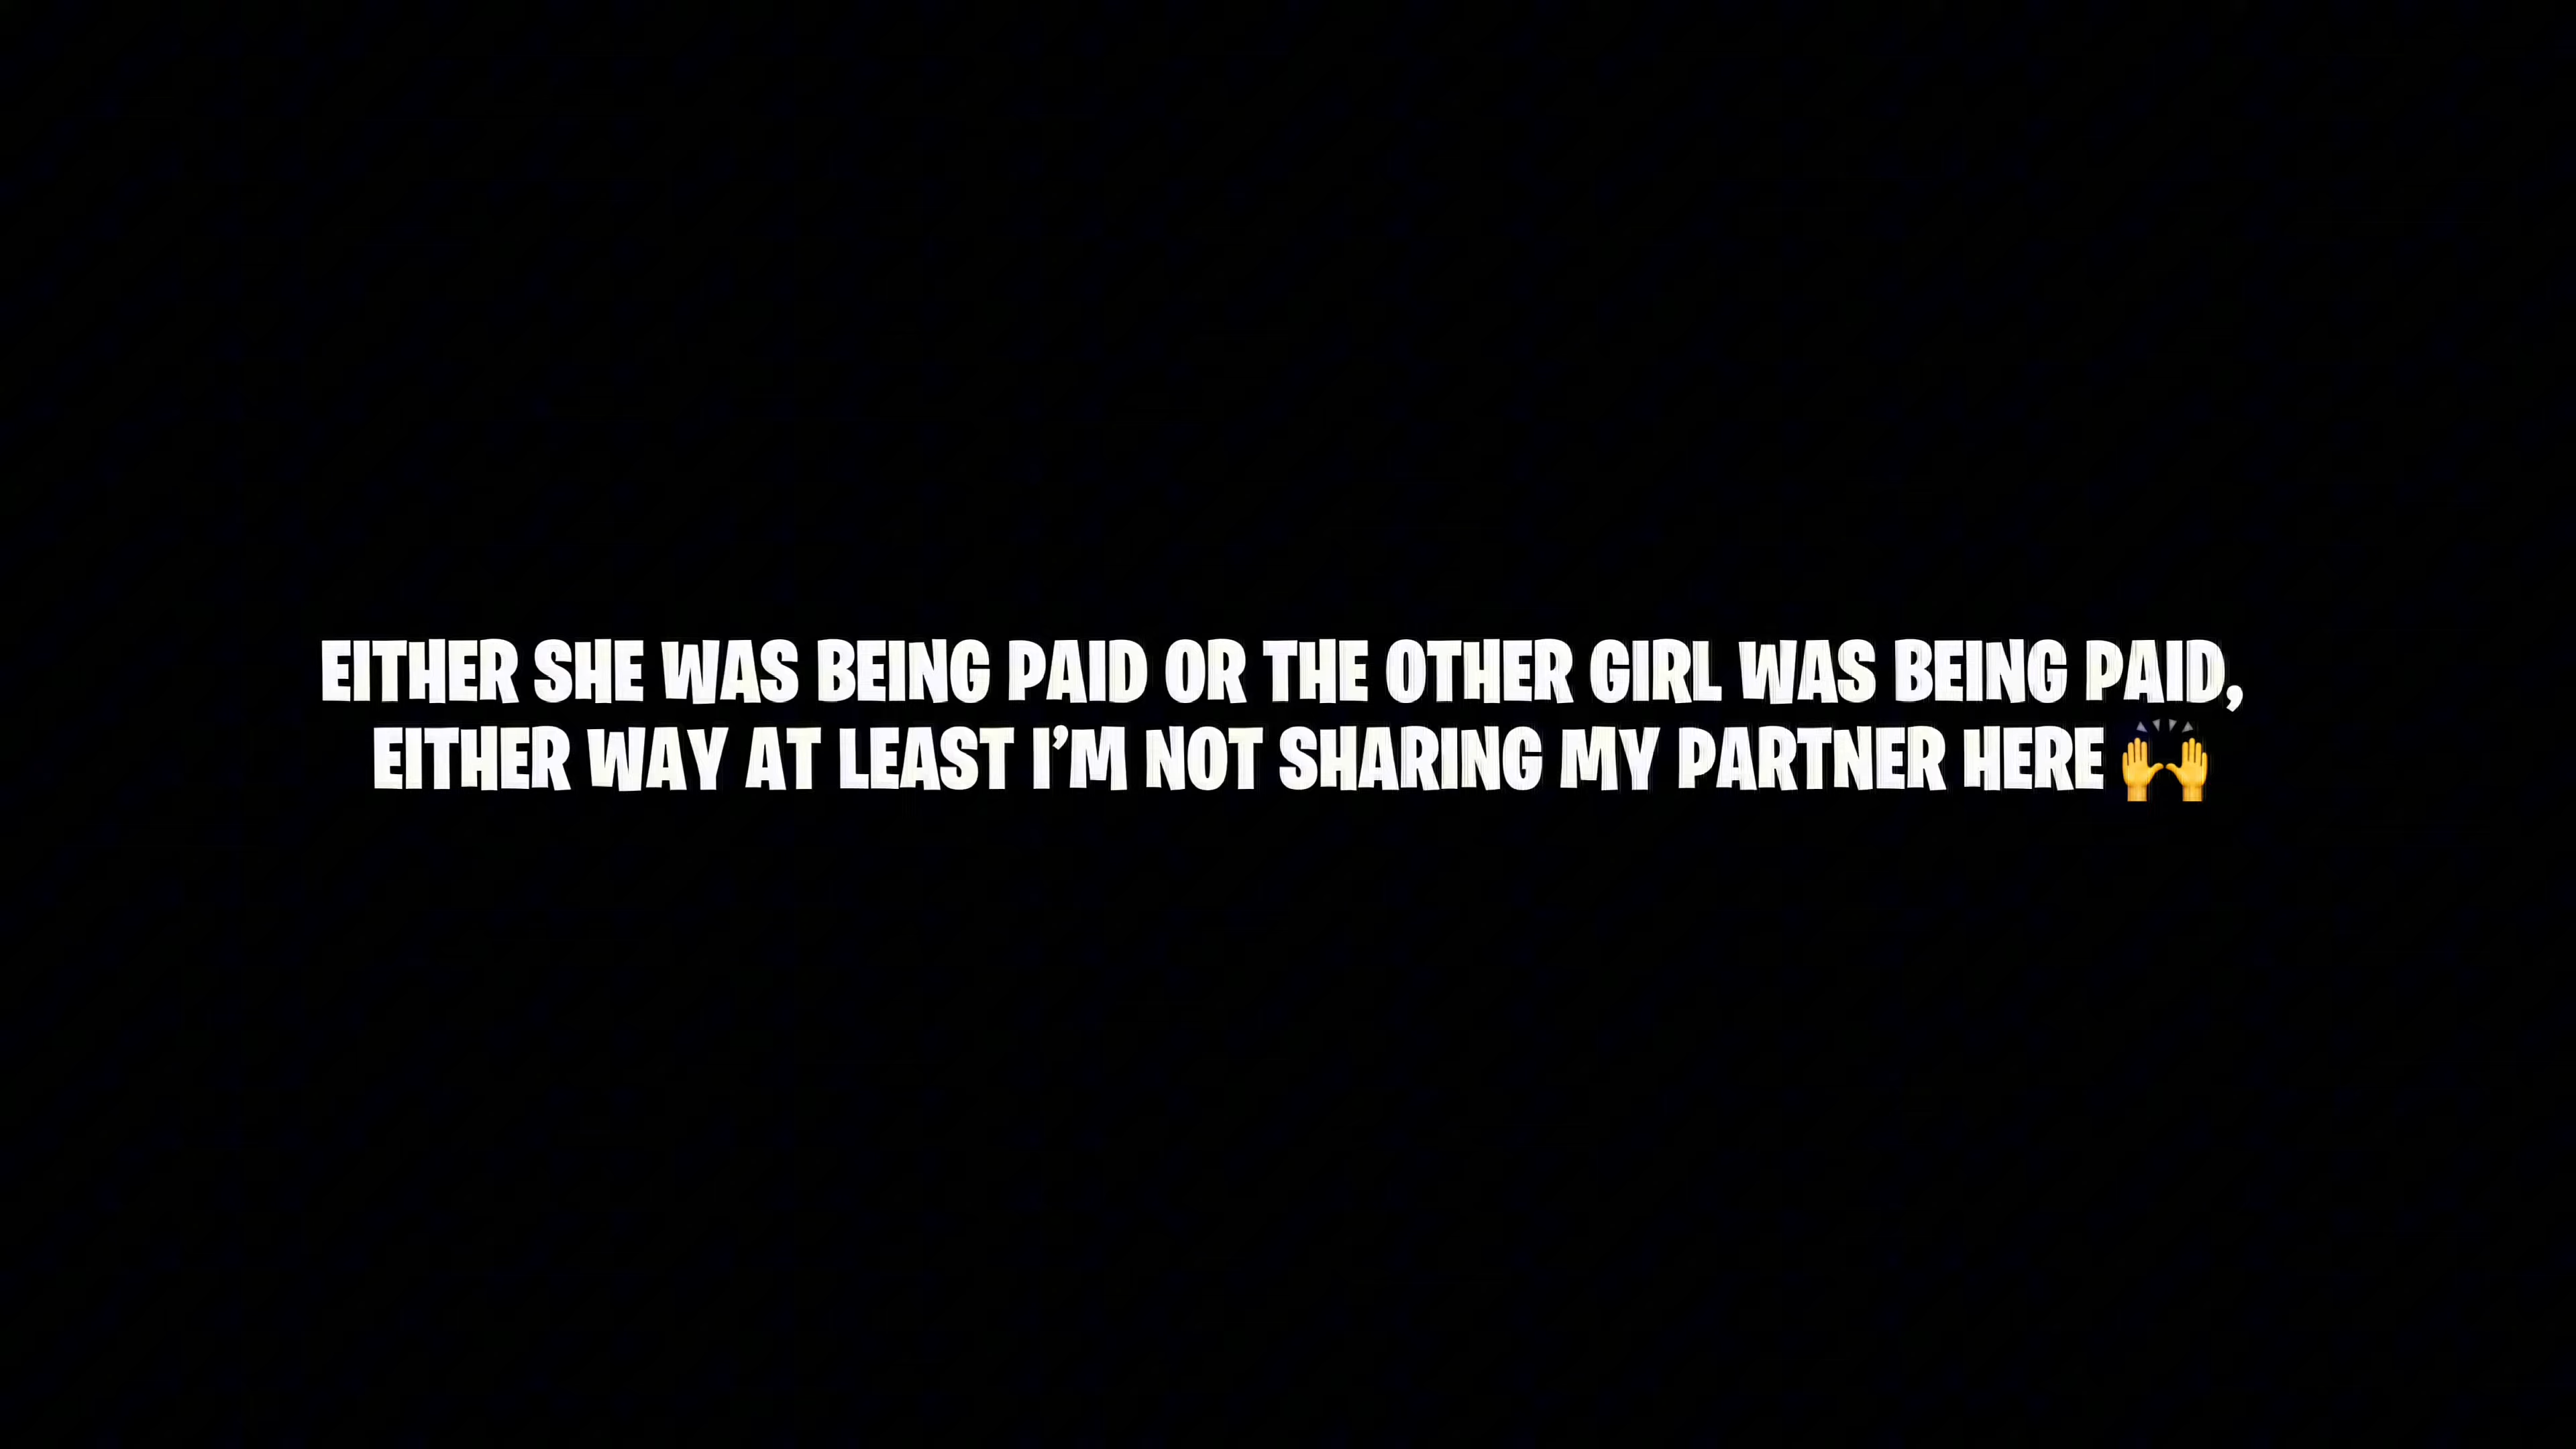 EITHER SHE WAS BEING PAID OR THE OTHER GIRL WAS BEING PAID,
EITHER WAY AT LEAST I'M NOT SHARING MY PARTNER HERE 🙌